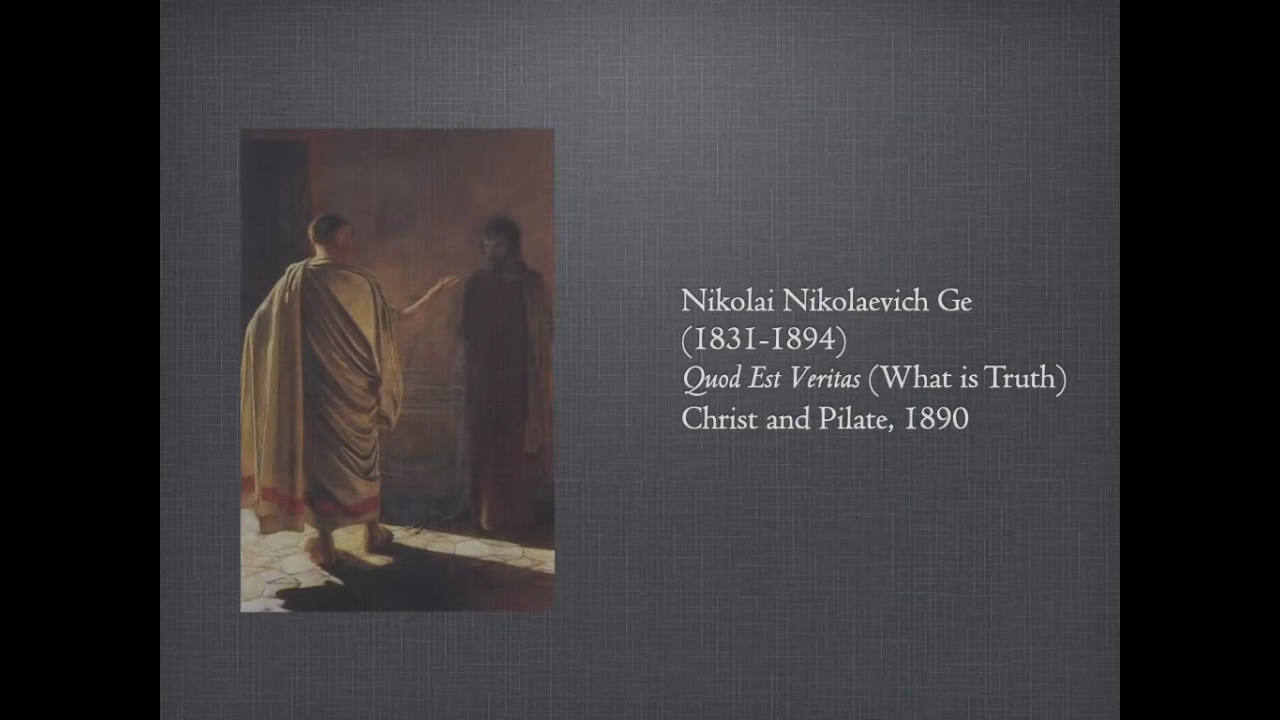 Nikolai Nikolaevich Ge
(1831-1894)
Quod Est Veritas (What is Truth)
Christ and Pilate, 1890